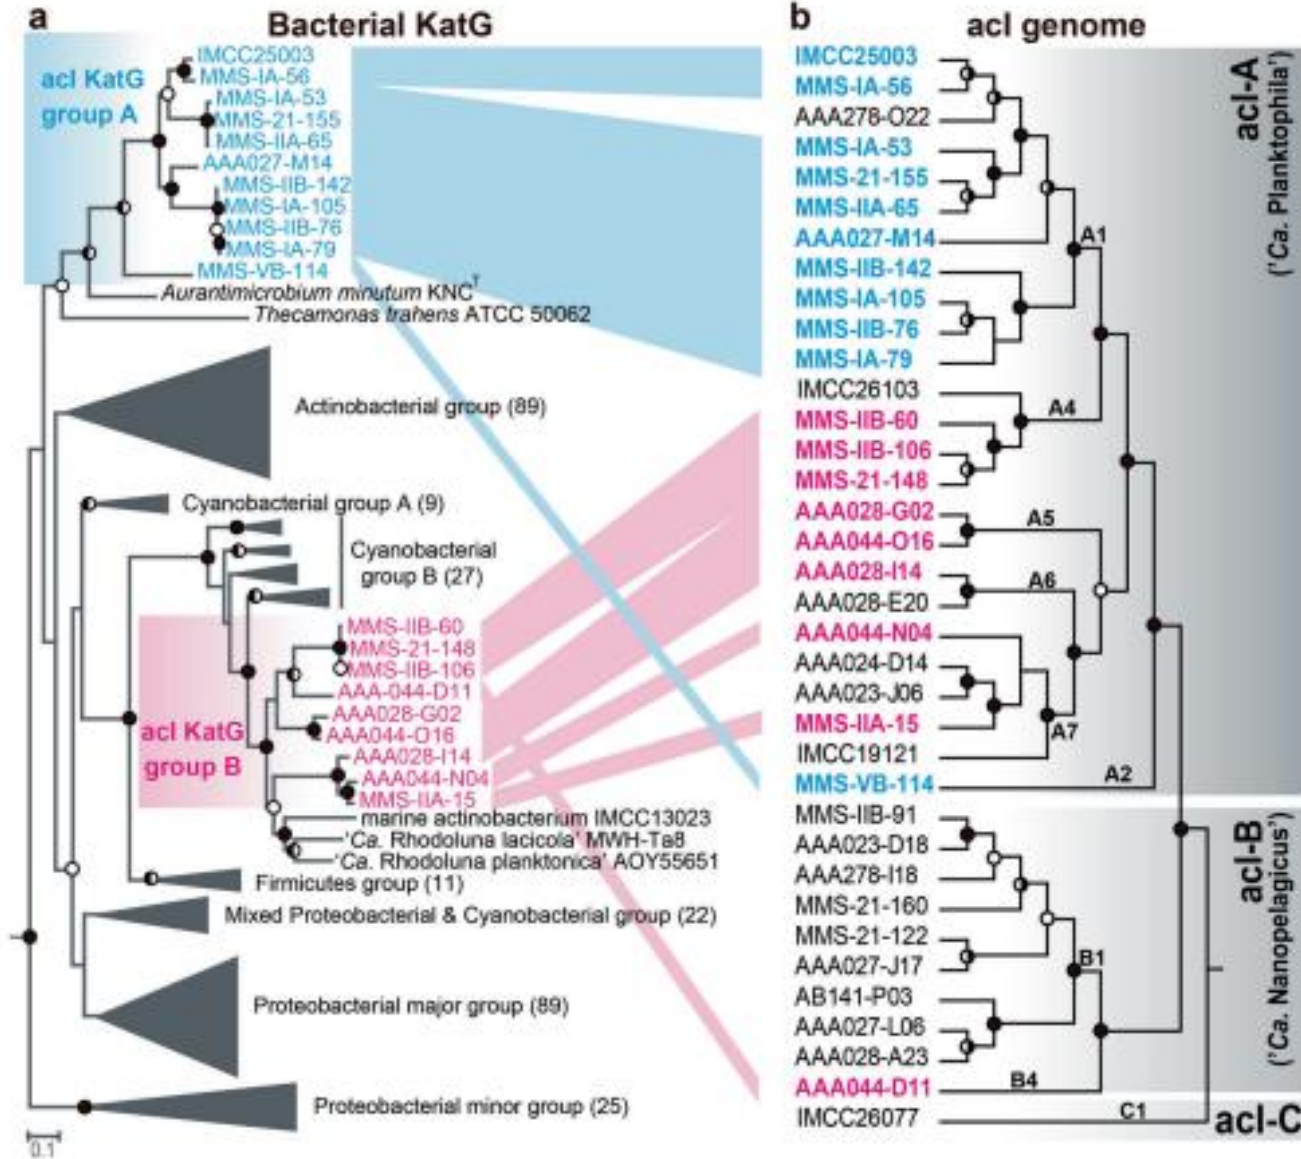 a
Bacterial KatG
acI KatG
group A
IMCC25003
MMS-IA-56
MMS-IA-53
MMS-21-155
MMS-IIA-65
AAA027-M14
MMS-IIB-142
MMS-IA-105
MMS-IIB-76
MMS-IA-79
MMS-VB-114
Aurantimicrobium minutum KNCᵀ
Thecamonas trahens ATCC 50062
Actinobacterial group (89)
Cyanobacterial group A (9)
Cyanobacterial
group B (27)
acI KatG
group B
MMS-IIB-60
MMS-21-148
MMS-IIB-106
AAA-044-D11
AAA028-G02
AAA044-O16
AAA028-I14
AAA044-N04
MMS-IIA-15
marine actinobacterium IMCC13023
'Ca. Rhodoluna lacicola' MWH-Ta8
'Ca. Rhodoluna planktonica' AOY55651
Firmicutes group (11)
Mixed Proteobacterial & Cyanobacterial group (22)
Proteobacterial major group (89)
Proteobacterial minor group (25)
0.1
b
acI genome
IMCC25003
MMS-IA-56
AAA278-O22
MMS-IA-53
MMS-21-155
MMS-IIA-65
AAA027-M14
MMS-IIB-142
MMS-IA-105
MMS-IIB-76
MMS-IA-79
IMCC26103
MMS-IIB-60
MMS-IIB-106
MMS-21-148
AAA028-G02
AAA044-O16
AAA028-I14
AAA028-E20
AAA044-N04
AAA024-D14
AAA023-J06
MMS-IIA-15
IMCC19121
MMS-VB-114
MMS-IIB-91
AAA023-D18
AAA278-I18
MMS-21-160
MMS-21-122
AAA027-J17
AB141-P03
AAA027-L06
AAA028-A23
AAA044-D11
IMCC26077
A1
A4
A5
A6
A7
A2
B1
B4
C1
acI-A
('Ca. Planktophila')
acI-B
('Ca. Nanopelagicus')
acI-C